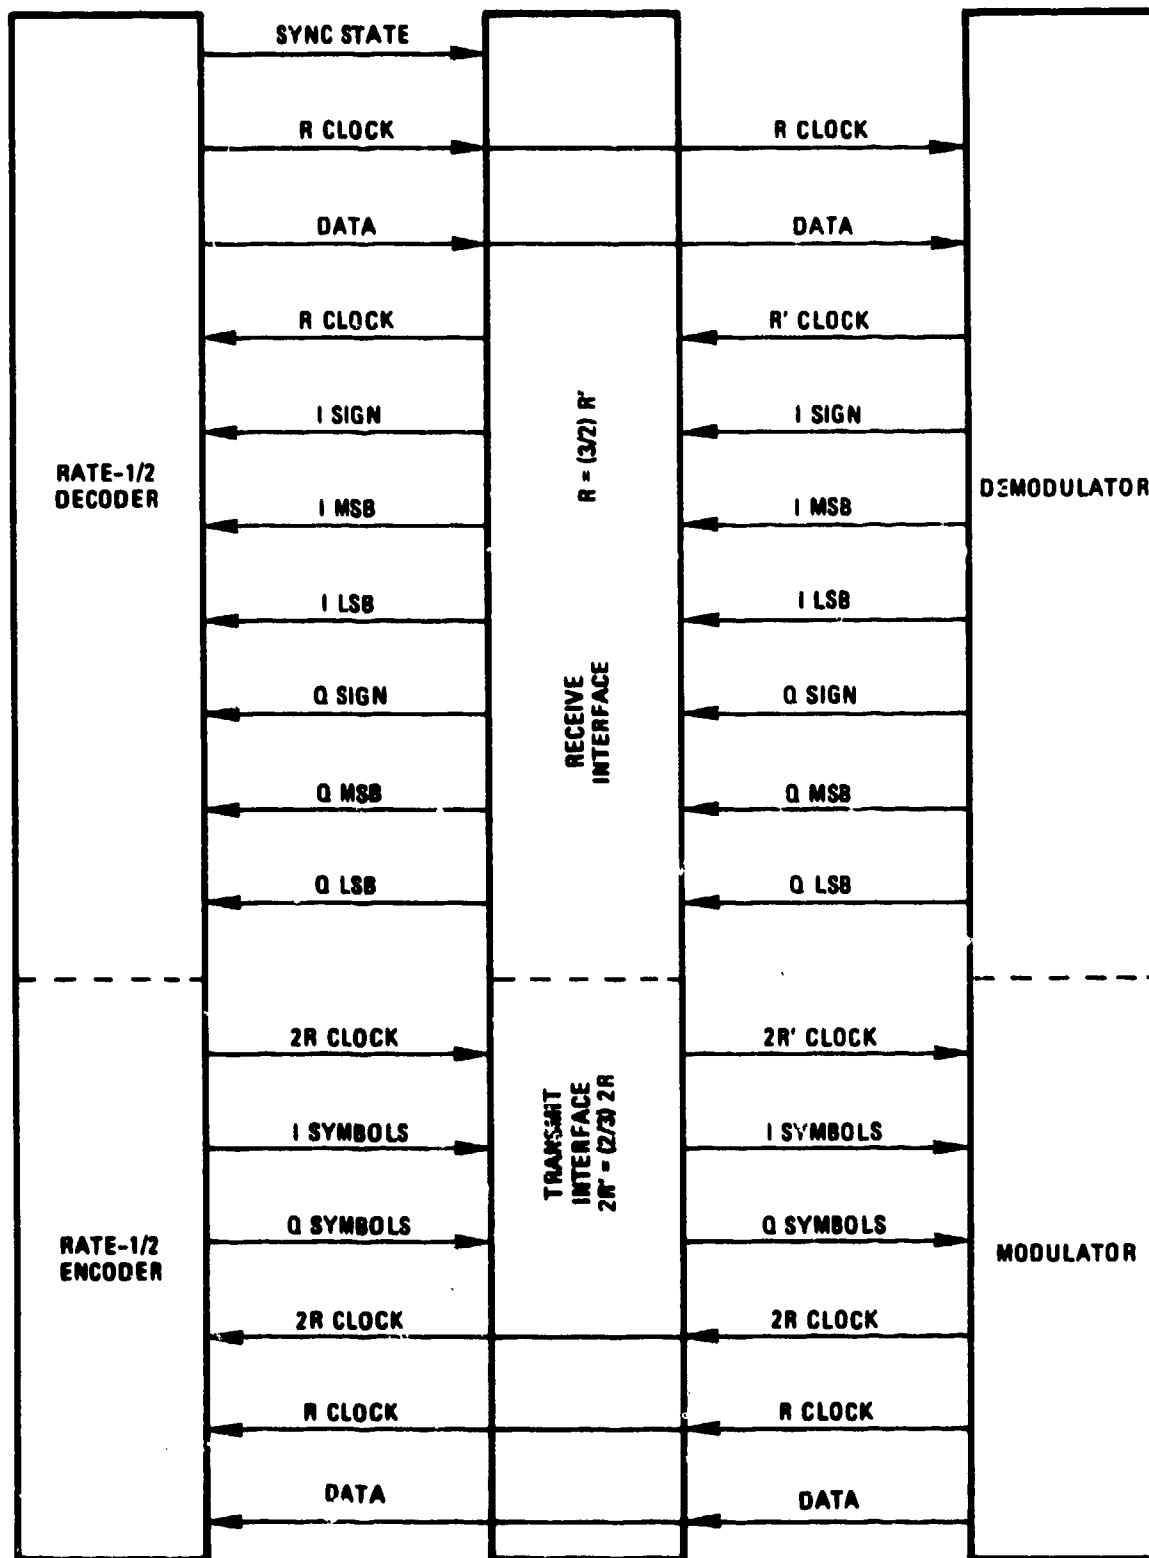 SYNC STATE
R CLOCK
R CLOCK
DATA
DATA
R CLOCK
R' CLOCK
I SIGN
I SIGN
R = (3/2) R'
RATE-1/2
DECODER
I MSB
I MSB
DEMODULATOR
I LSB
I LSB
Q SIGN
Q SIGN
RECEIVE
INTERFACE
Q MSB
Q MSB
Q LSB
Q LSB
2R CLOCK
2R' CLOCK
TRANSMIT
INTERFACE
2R' = (2/3) 2R
I SYMBOLS
I SYMBOLS
Q SYMBOLS
Q SYMBOLS
RATE-1/2
ENCODER
MODULATOR
2R CLOCK
2R CLOCK
R CLOCK
R CLOCK
DATA
DATA